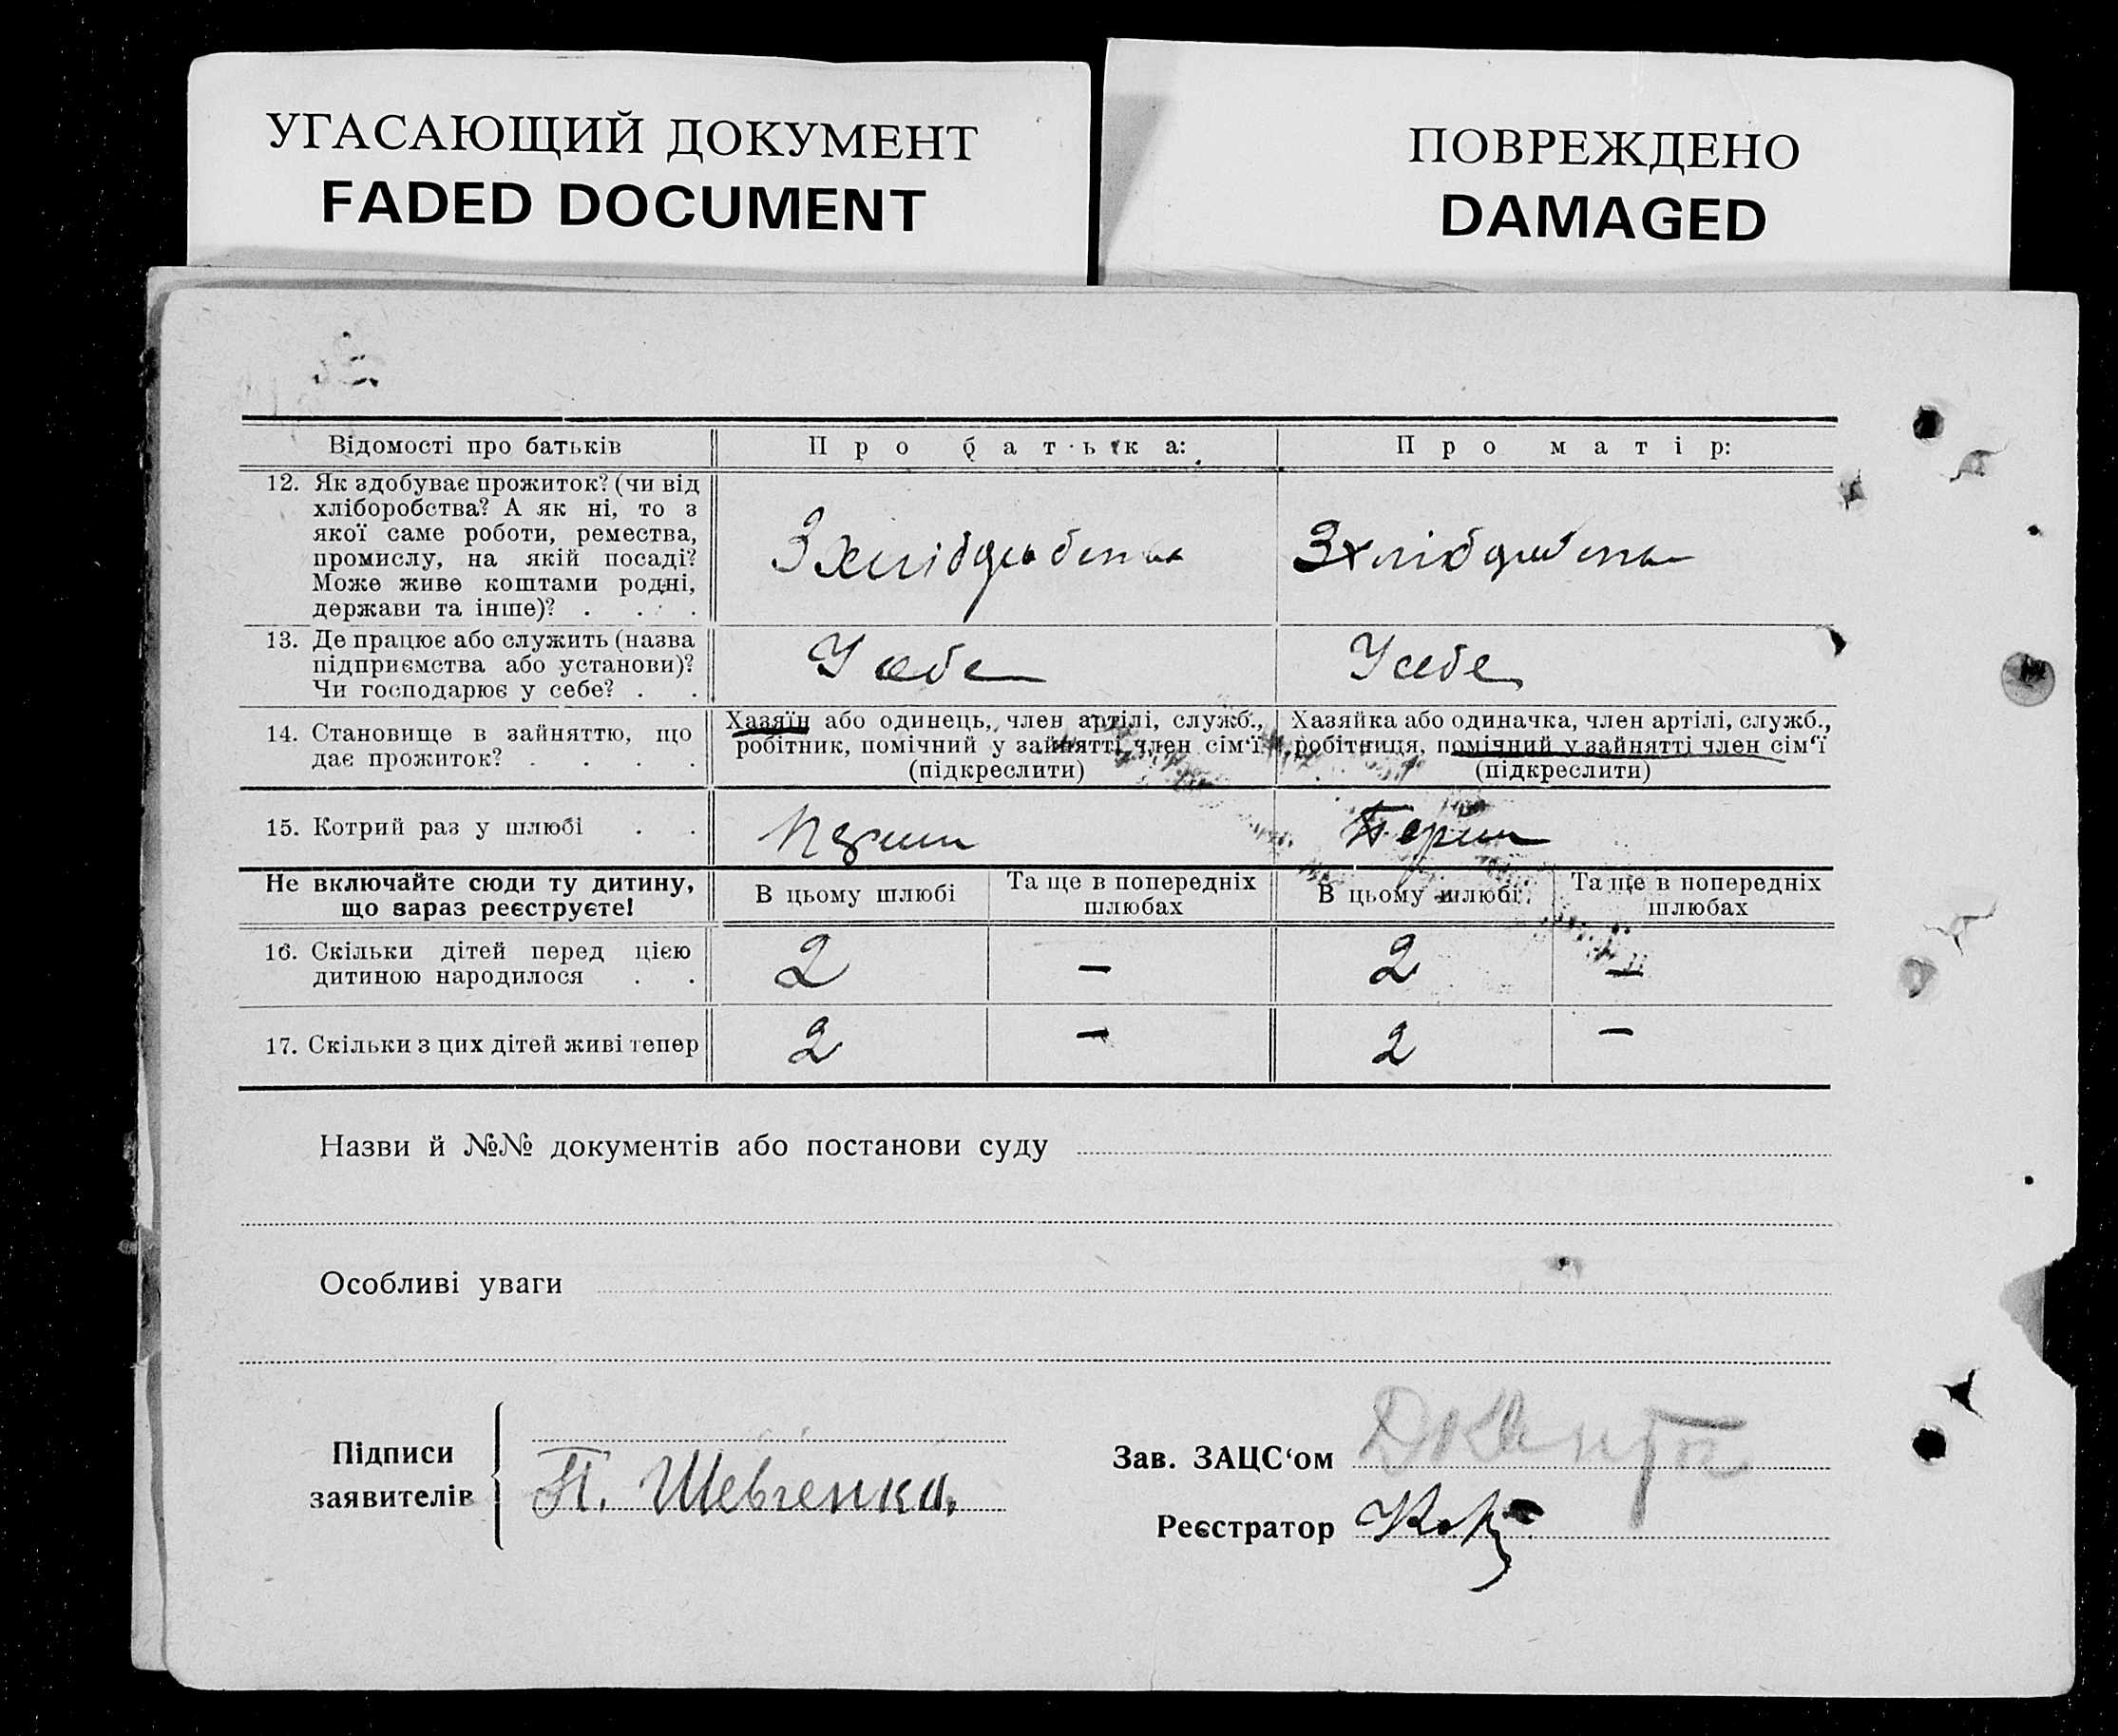 УГАСАЮЩИЙ ДОКУМЕНТ
FADED DOCUMENT
ПОВРЕЖДЕНО
DAMAGED
Відомості про батьків
Про батька:
Про матір:
12. Як здобуває прожиток? (чи від
хліборобства? А як ні, то з
якої саме роботи, ремества,
промислу, на якій посаді?
Може живе коштами родні,
держави та інше)? . . .
З хліборобства
З хліборобства
13. Де працює або служить (назва
підприємства або установи)?
Чи господарює у себе? . .
У себе
У себе
14. Становище в зайняттю, що
дає прожиток? . . . .
Хазяїн або одинець, член артілі, служб.,
робітник, помічний у зайнятті член сім‘ї
(підкреслити)
Хазяйка або одиначка, член артілі, служб.,
робітниця, помічний у зайнятті член сім‘ї
(підкреслити)
15. Котрий раз у шлюбі . .
Перший
Перший
Не включайте сюди ту дитину,
що зараз реєструєте!
В цьому шлюбі
Та ще в попередніх
шлюбах
В цьому шлюбі
Та ще в попередніх
шлюбах
16. Скільки дітей перед цією
дитиною народилося . .
2
—
2
—
17. Скільки з цих дітей живі тепер
2
—
2
—
Назви й №№ документів або постанови суду
Особливі уваги
Підписи
заявителів
П. Шевченко
Зав. ЗАЦС‘ом
Реєстратор